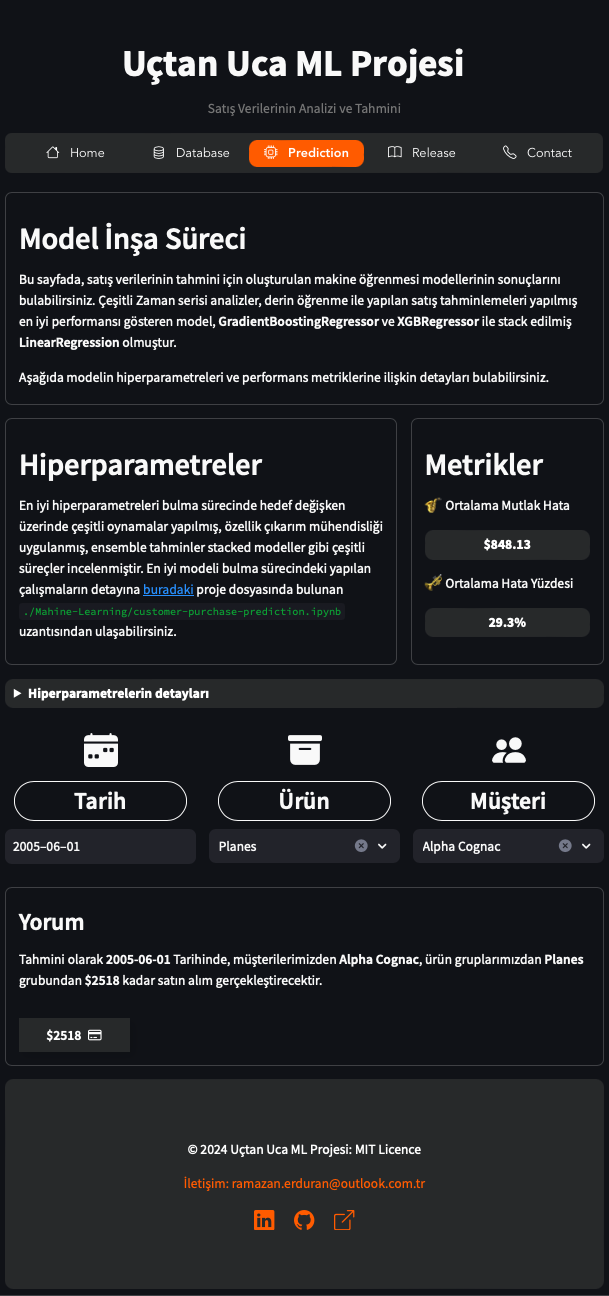 Uçtan Uca ML Projesi
Satış Verilerinin Analizi ve Tahmini
Home Database Prediction Release Contact
Model İnşa Süreci
Bu sayfada, satış verilerinin tahmini için oluşturulan makine öğrenmesi modellerinin sonuçlarını
bulabilirsiniz. Çeşitli Zaman serisi analizler, derin öğrenme ile yapılan satış tahminlemeleri yapılmış
en iyi performansı gösteren model, GradientBoostingRegressor ve XGBRegressor ile stack edilmiş
LinearRegression olmuştur.
Aşağıda modelin hiperparametreleri ve performans metriklerine ilişkin detayları bulabilirsiniz.
Hiperparametreler
En iyi hiperparametreleri bulma sürecinde hedef değişken
üzerinde çeşitli oynamalar yapılmış, özellik çıkarım mühendisliği
uygulanmış, ensemble tahminler stacked modeller gibi çeşitli
süreçler incelenmiştir. En iyi modeli bulma sürecindeki yapılan
çalışmaların detayına buradaki proje dosyasında bulunan
./Mahine-Learning/customer-purchase-prediction.ipynb
uzantısından ulaşabilirsiniz.
Metrikler
Ortalama Mutlak Hata
$848.13
Ortalama Hata Yüzdesi
29.3%
Hiperparametrelerin detayları
Tarih
2005–06–01
Ürün
Planes
Müşteri
Alpha Cognac
Yorum
Tahmini olarak 2005-06-01 Tarihinde, müşterilerimizden Alpha Cognac, ürün gruplarımızdan Planes
grubundan $2518 kadar satın alım gerçekleştirecektir.
$2518
© 2024 Uçtan Uca ML Projesi: MIT Licence
İletişim: ramazan.erduran@outlook.com.tr